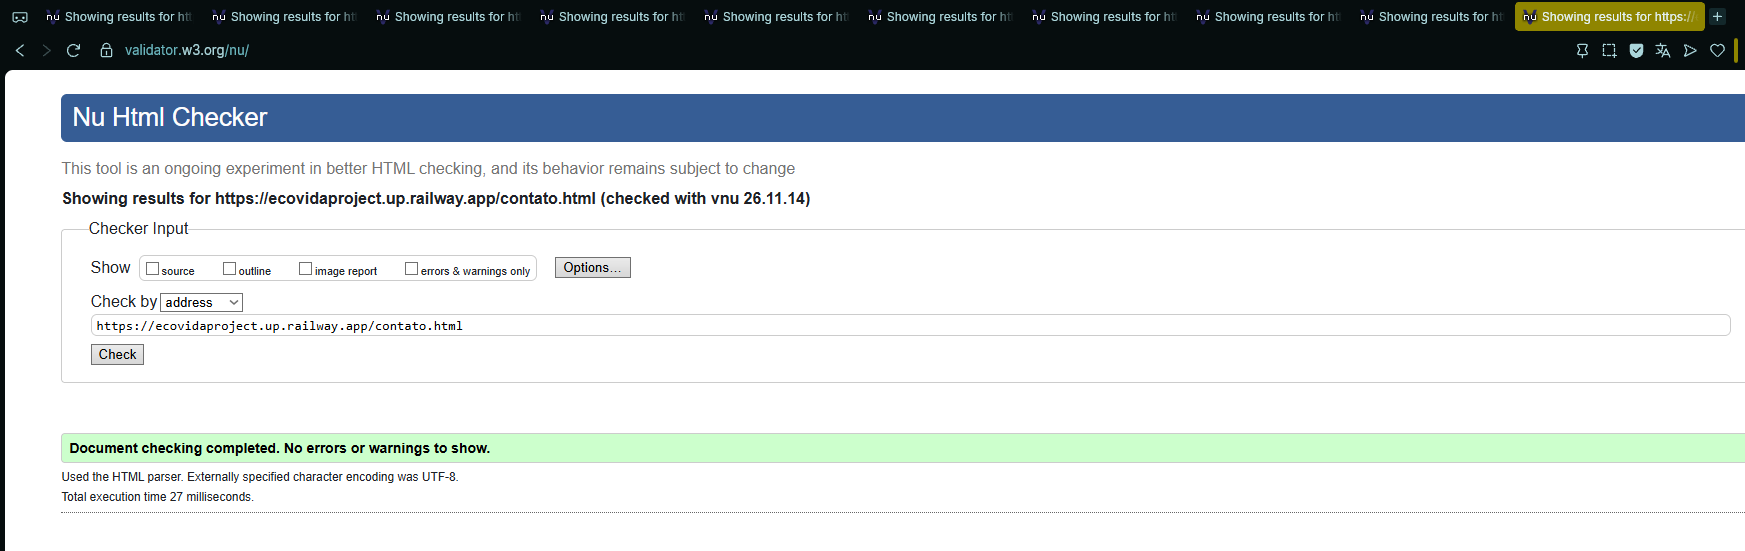 Showing results for ht
Showing results for ht
Showing results for ht
Showing results for ht
Showing results for ht
Showing results for ht
Showing results for ht
Showing results for ht
Showing results for ht
Showing results for https://
validator.w3.org/nu/
Nu Html Checker
This tool is an ongoing experiment in better HTML checking, and its behavior remains subject to change
Showing results for https://ecovidaproject.up.railway.app/contato.html (checked with vnu 26.11.14)
Checker Input
Show source outline image report errors & warnings only Options...
Check by address
https://ecovidaproject.up.railway.app/contato.html
Check
Document checking completed. No errors or warnings to show.
Used the HTML parser. Externally specified character encoding was UTF-8.
Total execution time 27 milliseconds.